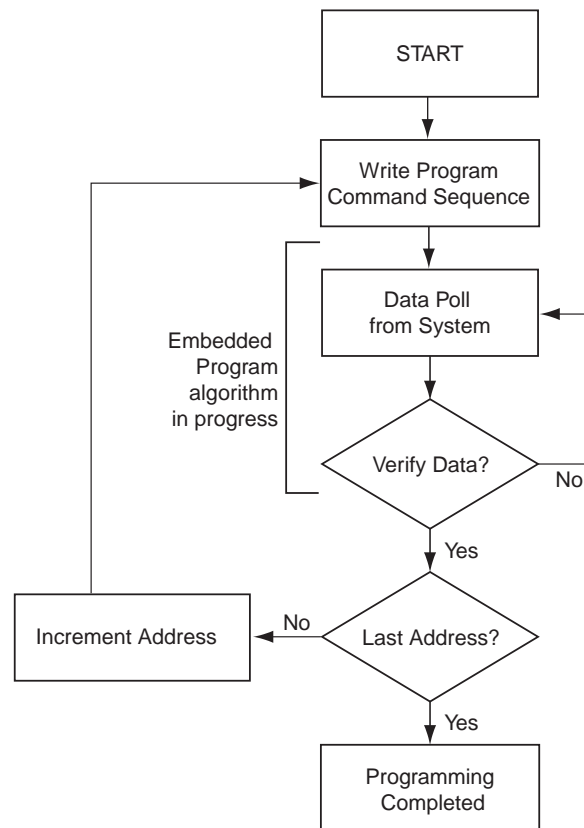 START
Write Program
Command Sequence
Data Poll
from System
Embedded
Program
algorithm
in progress
Verify Data?
No
Yes
Last Address?
No
Increment Address
Yes
Programming
Completed